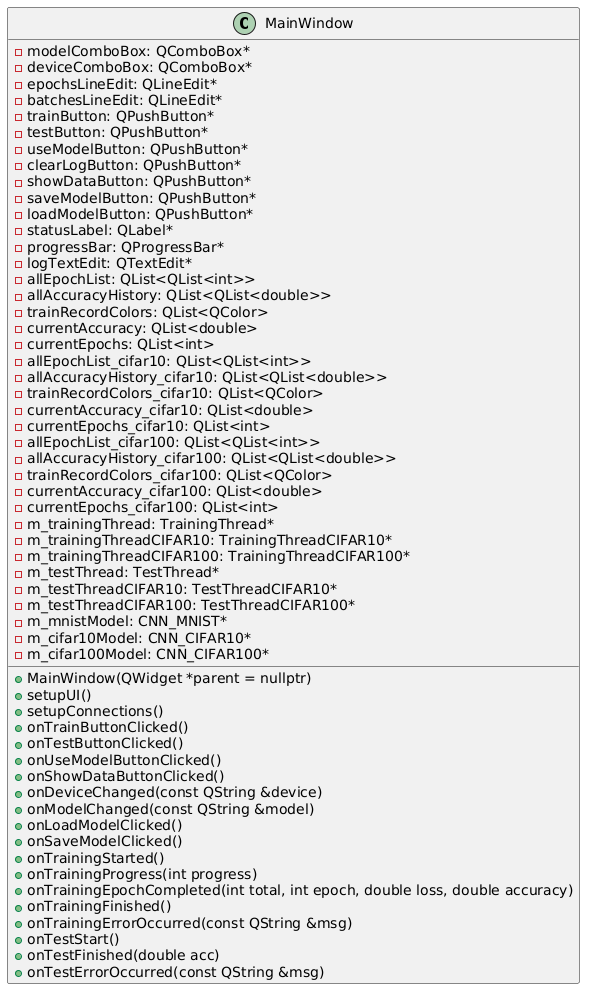 C MainWindow
modelComboBox: QComboBox*
deviceComboBox: QComboBox*
epochsLineEdit: QLineEdit*
batchesLineEdit: QLineEdit*
trainButton: QPushButton*
testButton: QPushButton*
useModelButton: QPushButton*
clearLogButton: QPushButton*
showDataButton: QPushButton*
saveModelButton: QPushButton*
loadModelButton: QPushButton*
statusLabel: QLabel*
progressBar: QProgressBar*
logTextEdit: QTextEdit*
allEpochList: QList<QList<int>>
allAccuracyHistory: QList<QList<double>>
trainRecordColors: QList<QColor>
currentAccuracy: QList<double>
currentEpochs: QList<int>
allEpochList_cifar10: QList<QList<int>>
allAccuracyHistory_cifar10: QList<QList<double>>
trainRecordColors_cifar10: QList<QColor>
currentAccuracy_cifar10: QList<double>
currentEpochs_cifar10: QList<int>
allEpochList_cifar100: QList<QList<int>>
allAccuracyHistory_cifar100: QList<QList<double>>
trainRecordColors_cifar100: QList<QColor>
currentAccuracy_cifar100: QList<double>
currentEpochs_cifar100: QList<int>
m_trainingThread: TrainingThread*
m_trainingThreadCIFAR10: TrainingThreadCIFAR10*
m_trainingThreadCIFAR100: TrainingThreadCIFAR100*
m_testThread: TestThread*
m_testThreadCIFAR10: TestThreadCIFAR10*
m_testThreadCIFAR100: TestThreadCIFAR100*
m_mnistModel: CNN_MNIST*
m_cifar10Model: CNN_CIFAR10*
m_cifar100Model: CNN_CIFAR100*
MainWindow(QWidget *parent = nullptr)
setupUI()
setupConnections()
onTrainButtonClicked()
onTestButtonClicked()
onUseModelButtonClicked()
onShowDataButtonClicked()
onDeviceChanged(const QString &device)
onModelChanged(const QString &model)
onLoadModelClicked()
onSaveModelClicked()
onTrainingStarted()
onTrainingProgress(int progress)
onTrainingEpochCompleted(int total, int epoch, double loss, double accuracy)
onTrainingFinished()
onTrainingErrorOccurred(const QString &msg)
onTestStart()
onTestFinished(double acc)
onTestErrorOccurred(const QString &msg)